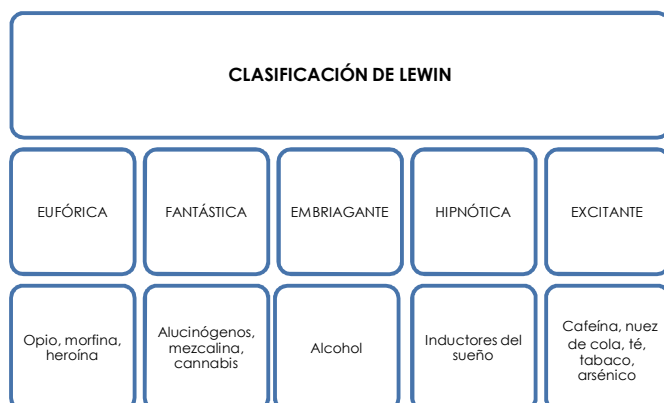 CLASIFICACIÓN DE LEWIN
EUFÓRICA
FANTÁSTICA
EMBRIAGANTE
HIPNÓTICA
EXCITANTE
Opio, morfina,
heroína
Alucinógenos,
mezcalina,
cannabis
Alcohol
Inductores del
sueño
Cafeína, nuez
de cola, té,
tabaco,
arsénico